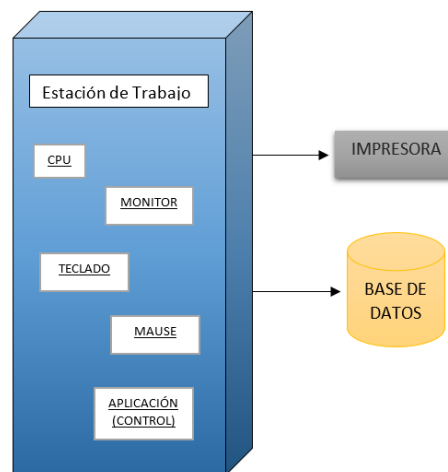 Estación de Trabajo
CPU
MONITOR
TECLADO
MAUSE
APLICACIÓN
(CONTROL)
IMPRESORA
BASE DE
DATOS